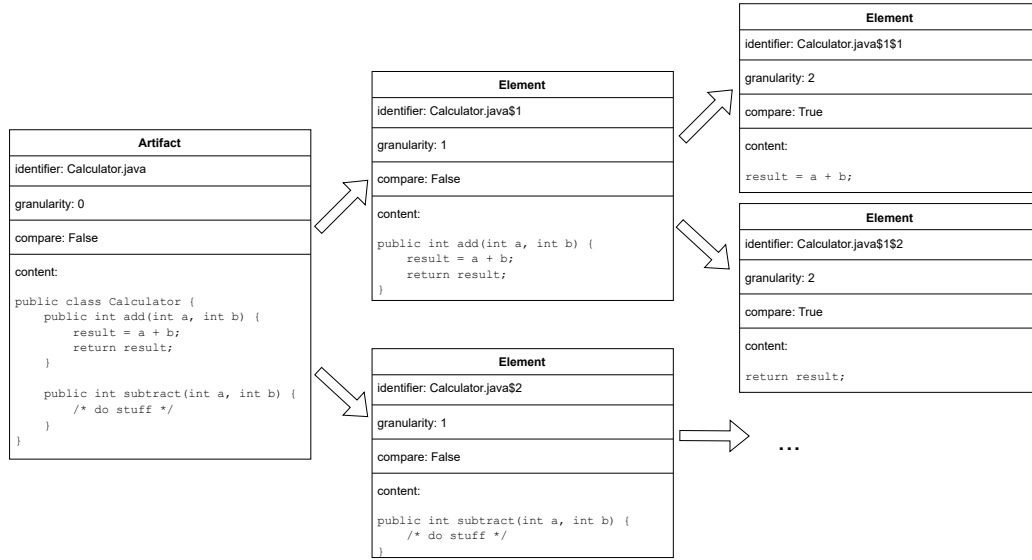 Artifact
identifier: Calculator.java
granularity: 0
compare: False
content:
public class Calculator {
    public int add(int a, int b) {
        result = a + b;
        return result;
    }

    public int subtract(int a, int b) {
        /* do stuff */
    }
}
Element
identifier: Calculator.java$1
granularity: 1
compare: False
content:
public int add(int a, int b) {
    result = a + b;
    return result;
}
Element
identifier: Calculator.java$2
granularity: 1
compare: False
content:
public int subtract(int a, int b) {
    /* do stuff */
}
Element
identifier: Calculator.java$1$1
granularity: 2
compare: True
content:
result = a + b;
Element
identifier: Calculator.java$1$2
granularity: 2
compare: True
content:
return result;
...